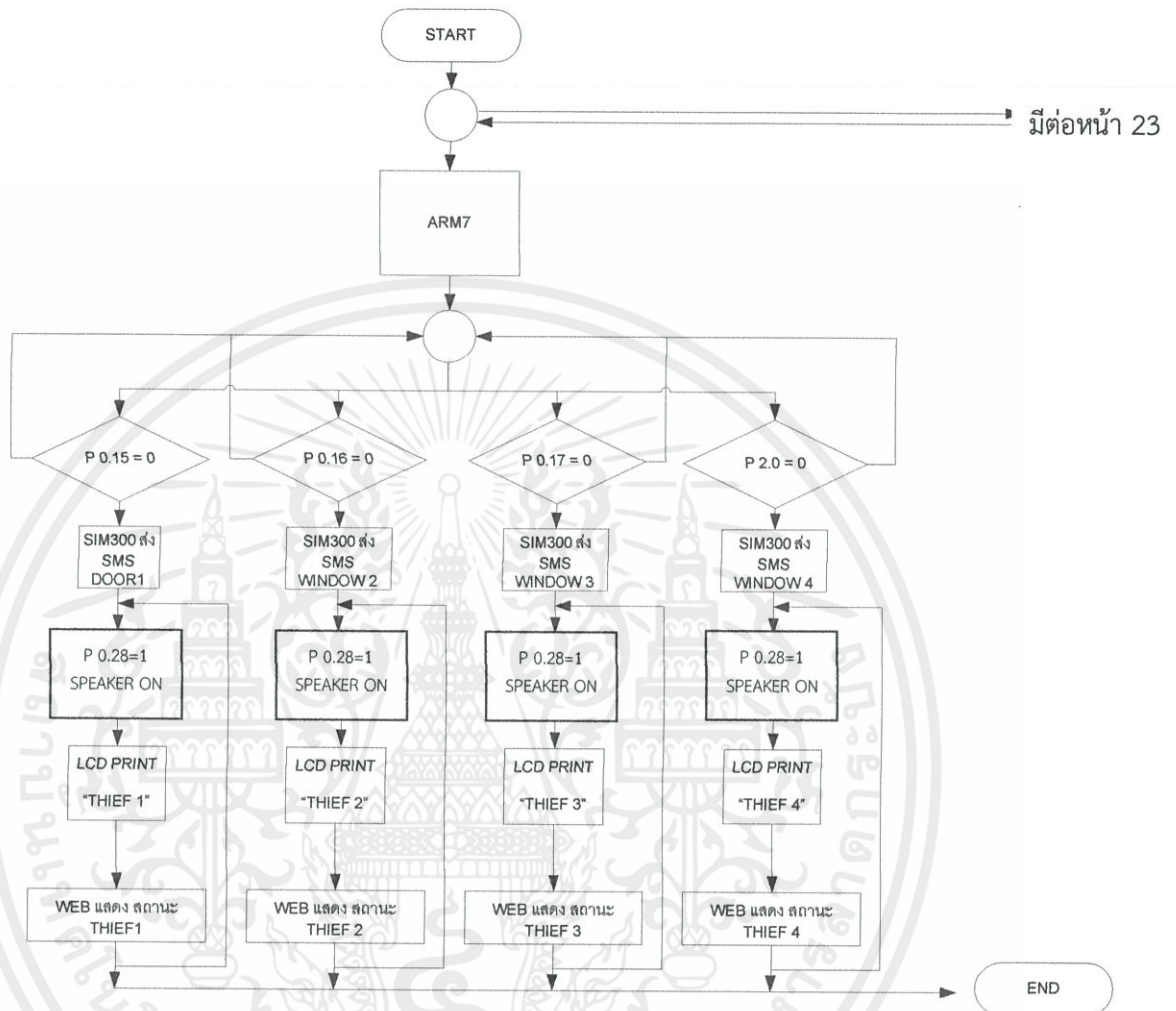 START
มีต่อหน้า 23
ARM7
P 0.15 = 0
P 0.16 = 0
P 0.17 = 0
P 2.0 = 0
SIM300 ส่ง
SMS
DOOR1
SIM300 ส่ง
SMS
WINDOW 2
SIM300 ส่ง
SMS
WINDOW 3
SIM300 ส่ง
SMS
WINDOW 4
P 0.28=1
SPEAKER ON
P 0.28=1
SPEAKER ON
P 0.28=1
SPEAKER ON
P 0.28=1
SPEAKER ON
LCD PRINT
“THIEF 1”
LCD PRINT
“THIEF 2”
LCD PRINT
“THIEF 3”
LCD PRINT
“THIEF 4”
WEB แสดง สถานะ
THIEF1
WEB แสดง สถานะ
THIEF 2
WEB แสดง สถานะ
THIEF 3
WEB แสดง สถานะ
THIEF 4
END